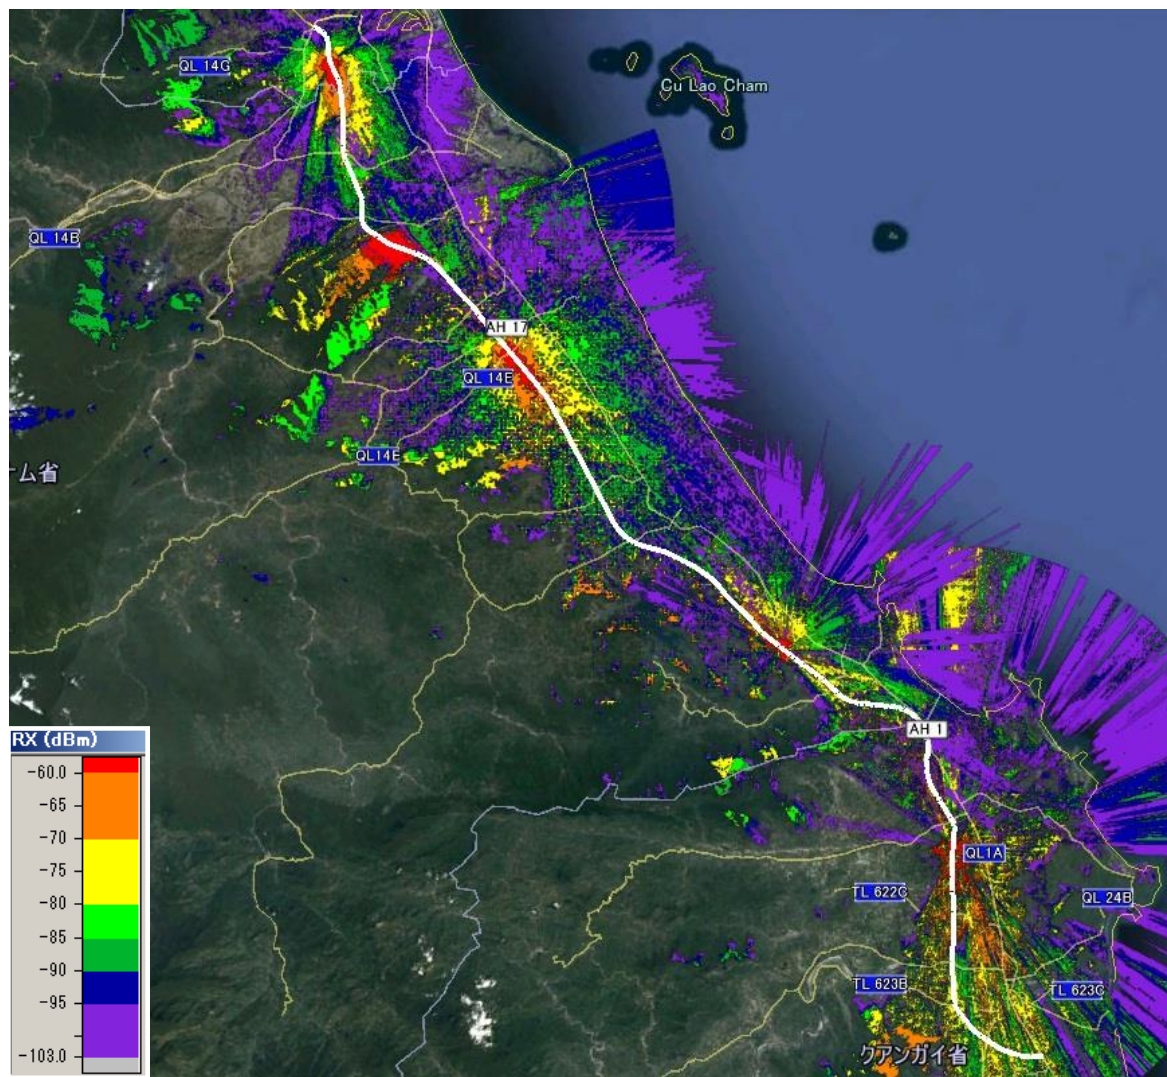 QL 14G
Cu Lao Cham
QL 14B
AH 17
QL 14E
QL14E
ナム省
AH 1
RX (dBm)
-60.0
-65
-70
-75
-80
-85
-90
-95
-103.0
QL1A
TL 622C
QL 24B
TL 623B
TL 623C
クアンガイ省